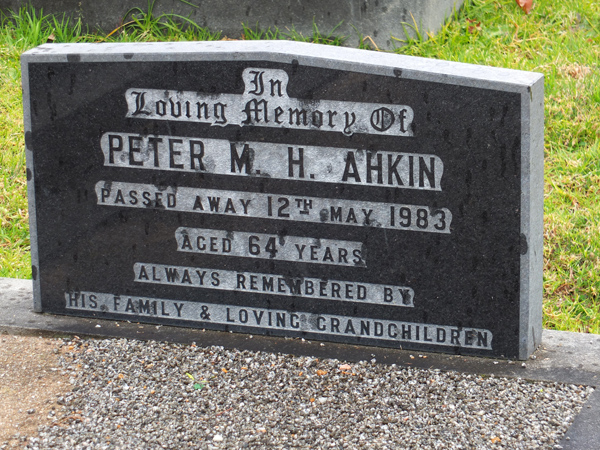 In
Loving Memory Of
PETER M. H. AHKIN
PASSED AWAY 12TH MAY 1983
AGED 64 YEARS
ALWAYS REMEMBERED BY
HIS FAMILY & LOVING GRANDCHILDREN